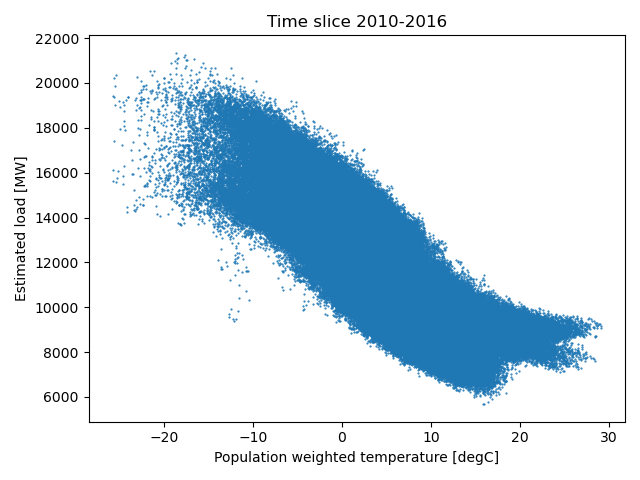 Time slice 2010-2016
22000
20000
18000
16000
14000
12000
10000
8000
6000
Estimated load [MW]
−20 −10 0 10 20 30
Population weighted temperature [degC]